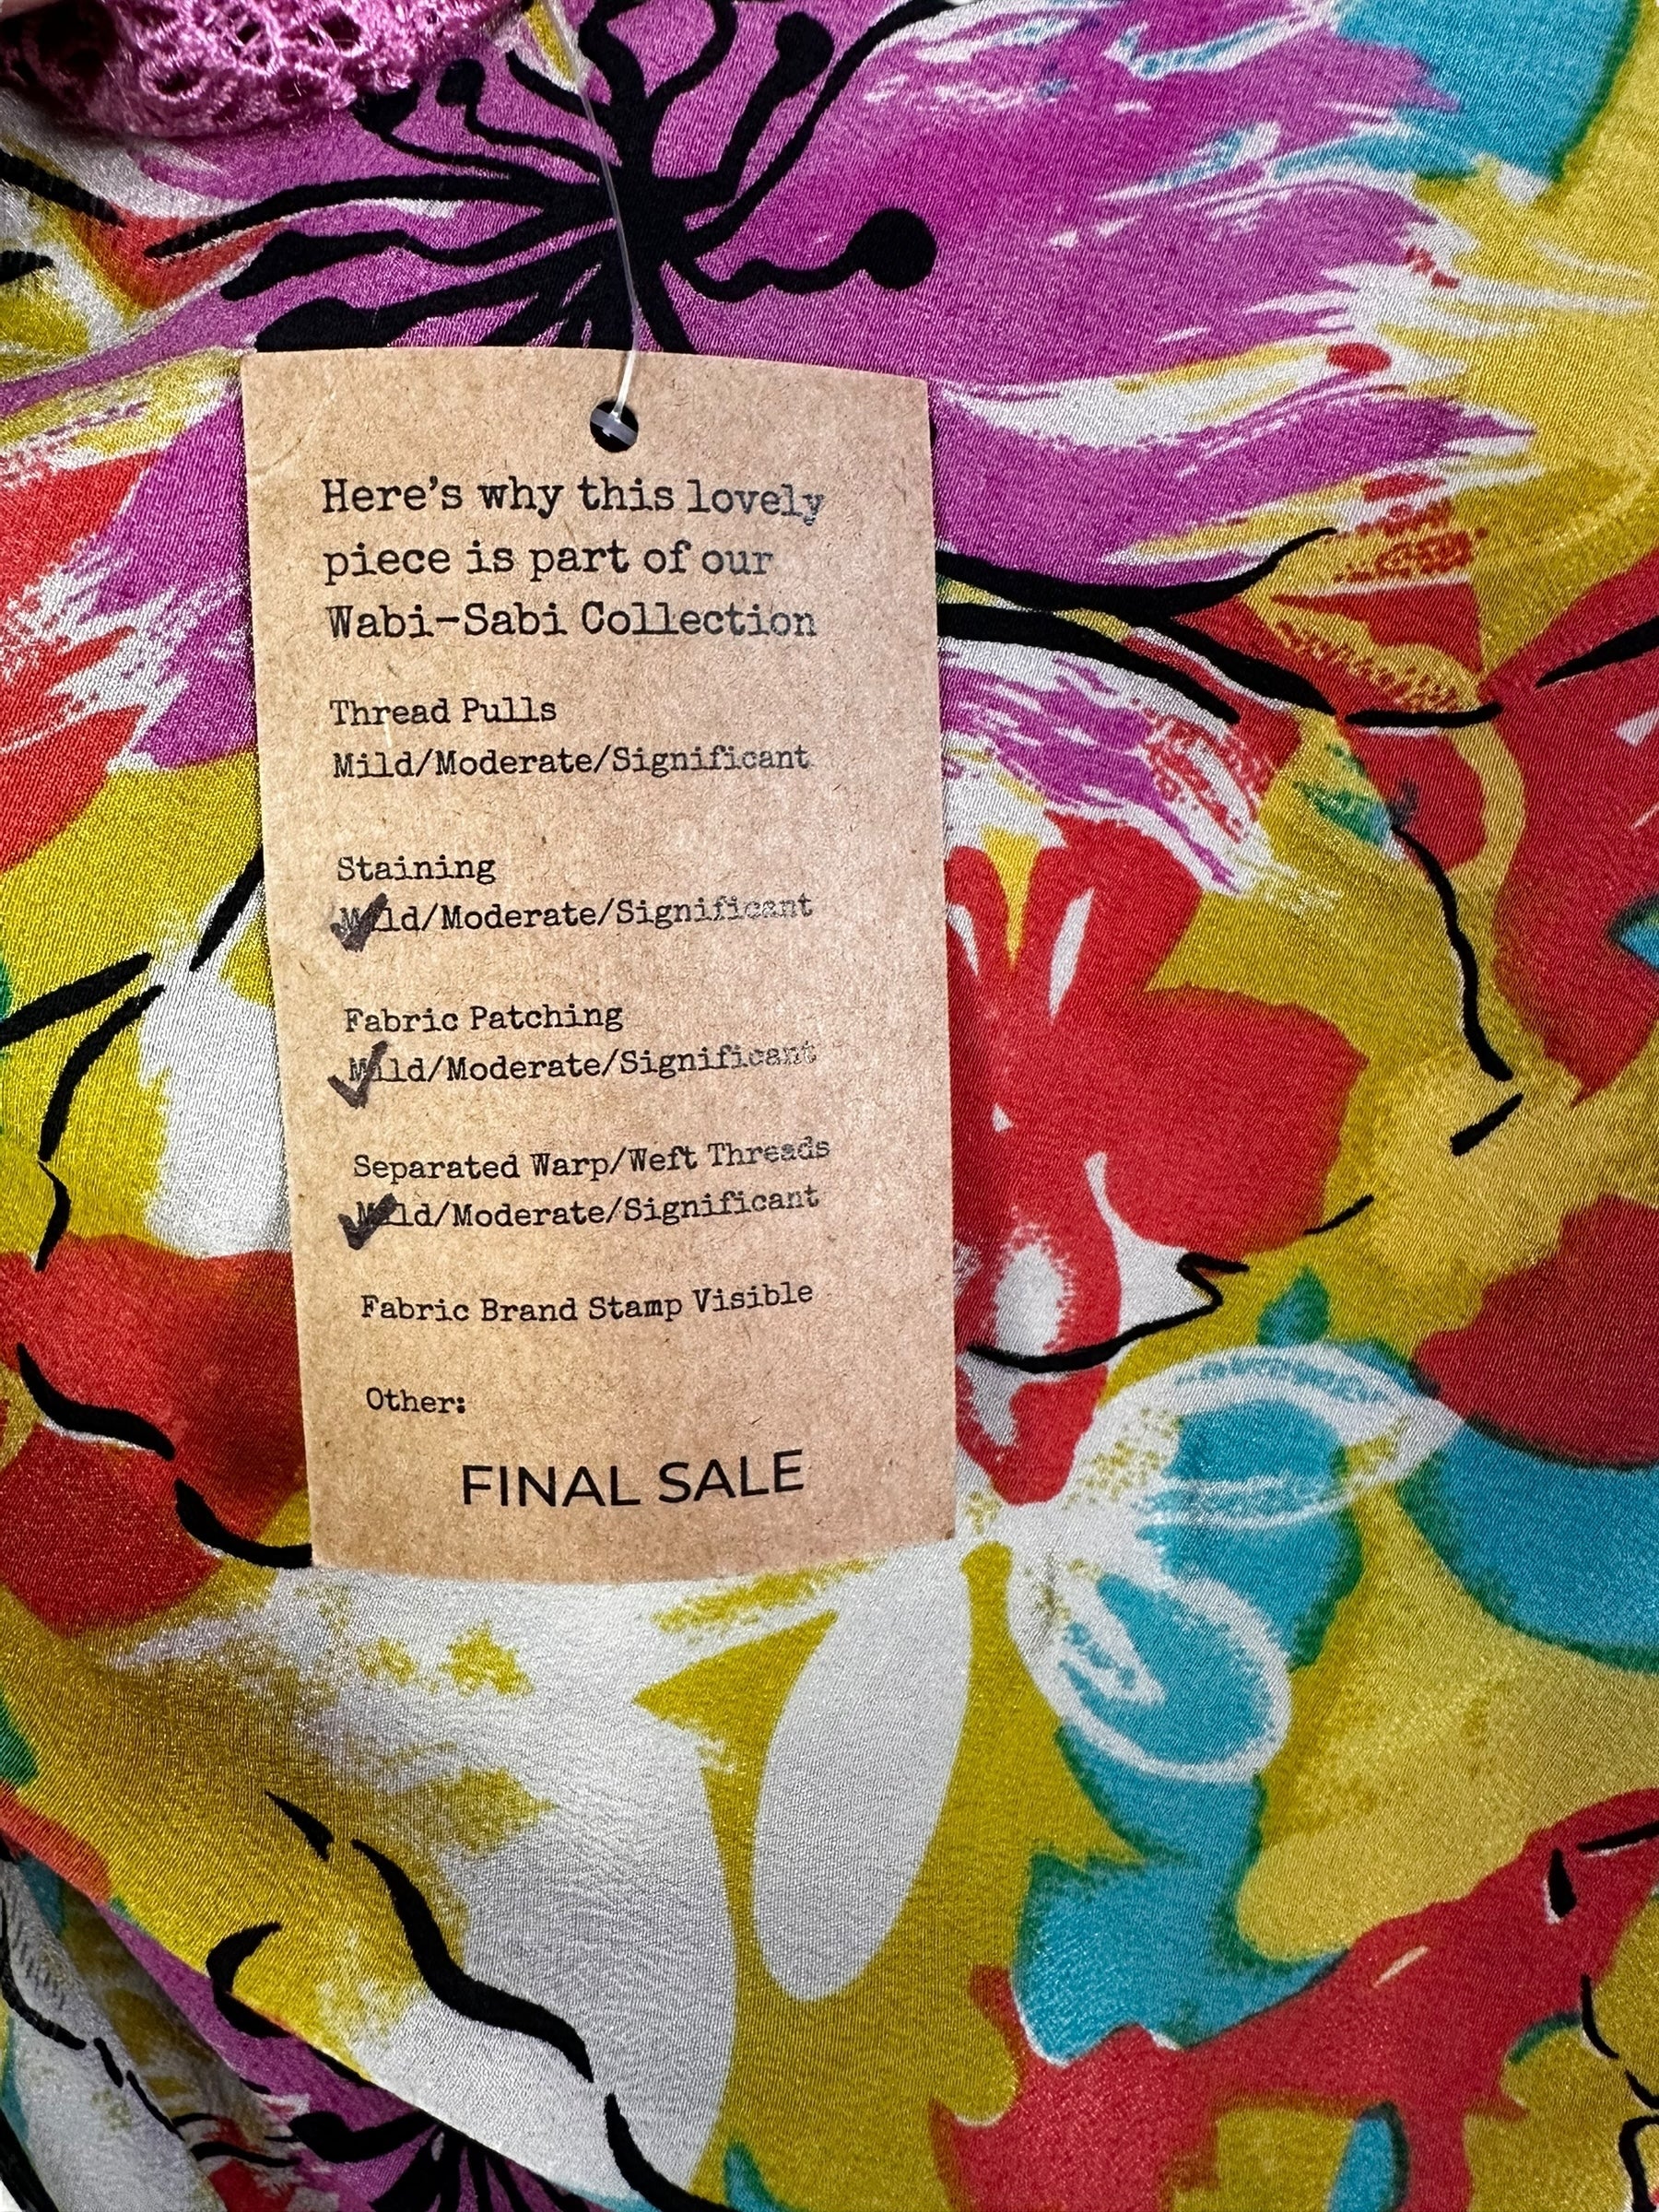 Here's why this lovely
piece is part of our
Wabi-Sabi Collection
Thread Pulls
Mild/Moderate/Significant
Staining
Mild/Moderate/Significant
Fabric Patching
Mild/Moderate/Significant
Separated Warp/Weft Threads
Mild/Moderate/Significant
Fabric Brand Stamp Visible
Other:
FINAL SALE